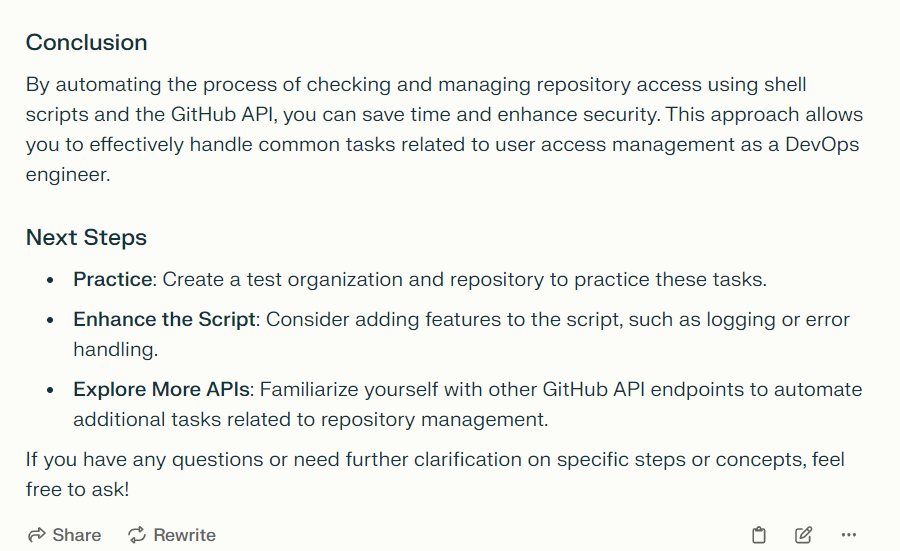 Conclusion
By automating the process of checking and managing repository access using shell
scripts and the GitHub API, you can save time and enhance security. This approach allows
you to effectively handle common tasks related to user access management as a DevOps
engineer.
Next Steps
• Practice: Create a test organization and repository to practice these tasks.
• Enhance the Script: Consider adding features to the script, such as logging or error
handling.
• Explore More APIs: Familiarize yourself with other GitHub API endpoints to automate
additional tasks related to repository management.
If you have any questions or need further clarification on specific steps or concepts, feel
free to ask!
Share Rewrite